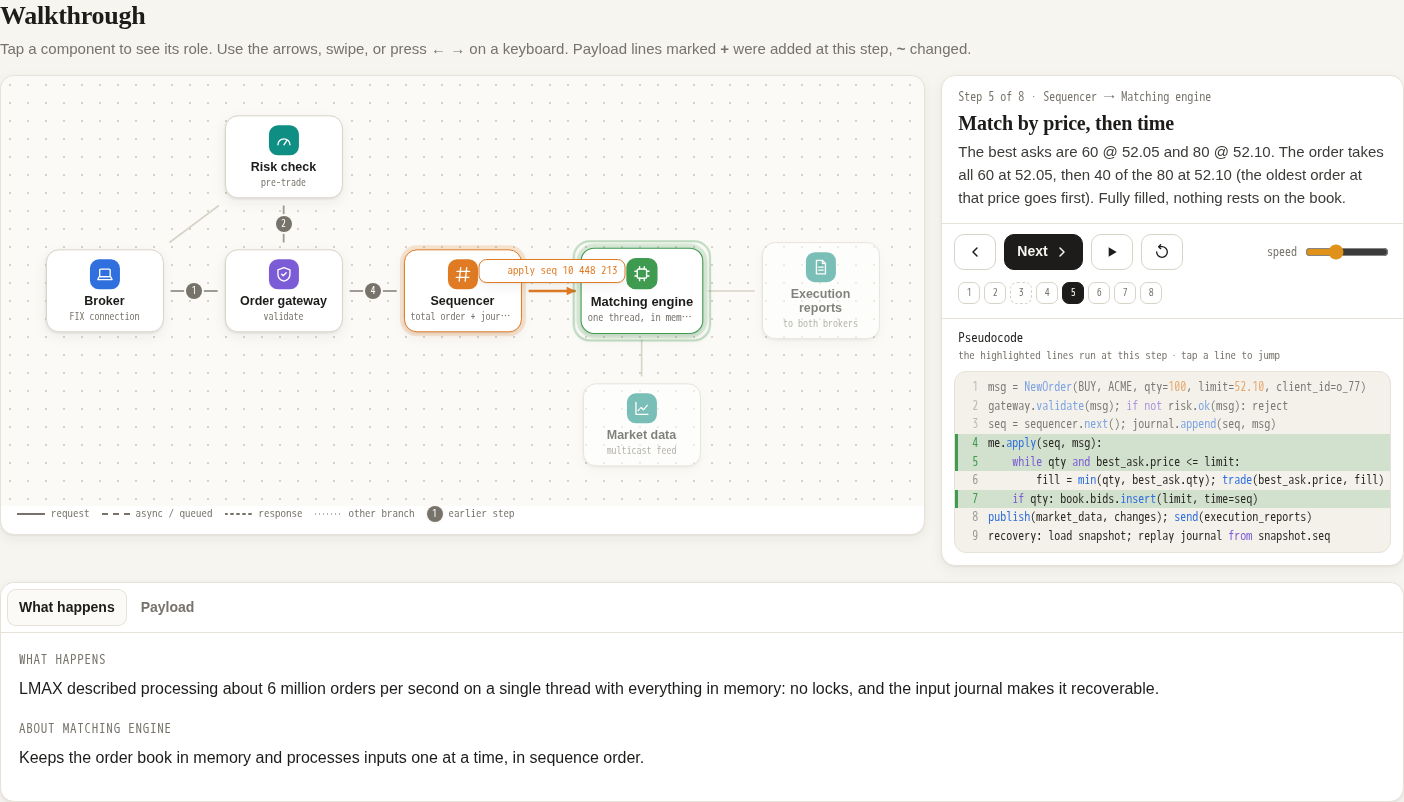 Walkthrough
Tap a component to see its role. Use the arrows, swipe, or press ← → on a keyboard. Payload lines marked + were added at this step, ~ changed.
Risk check
pre-trade
2
Broker
FIX connection
1
Order gateway
validate
4
Sequencer
total order + jour…
apply seq 10 448 213
Matching engine
one thread, in mem…
Execution
reports
to both brokers
Market data
multicast feed
request
async / queued
response
other branch
1 earlier step
Step 5 of 8 · Sequencer → Matching engine
Match by price, then time
The best asks are 60 @ 52.05 and 80 @ 52.10. The order takes
all 60 at 52.05, then 40 of the 80 at 52.10 (the oldest order at
that price goes first). Fully filled, nothing rests on the book.
Next
speed
1 2 3 4 5 6 7 8
Pseudocode
the highlighted lines run at this step · tap a line to jump
1 msg = NewOrder(BUY, ACME, qty=100, limit=52.10, client_id=o_77)
2 gateway.validate(msg); if not risk.ok(msg): reject
3 seq = sequencer.next(); journal.append(seq, msg)
4 me.apply(seq, msg):
5     while qty and best_ask.price <= limit:
6         fill = min(qty, best_ask.qty); trade(best_ask.price, fill)
7     if qty: book.bids.insert(limit, time=seq)
8 publish(market_data, changes); send(execution_reports)
9 recovery: load snapshot; replay journal from snapshot.seq
What happens
Payload
WHAT HAPPENS
LMAX described processing about 6 million orders per second on a single thread with everything in memory: no locks, and the input journal makes it recoverable.
ABOUT MATCHING ENGINE
Keeps the order book in memory and processes inputs one at a time, in sequence order.